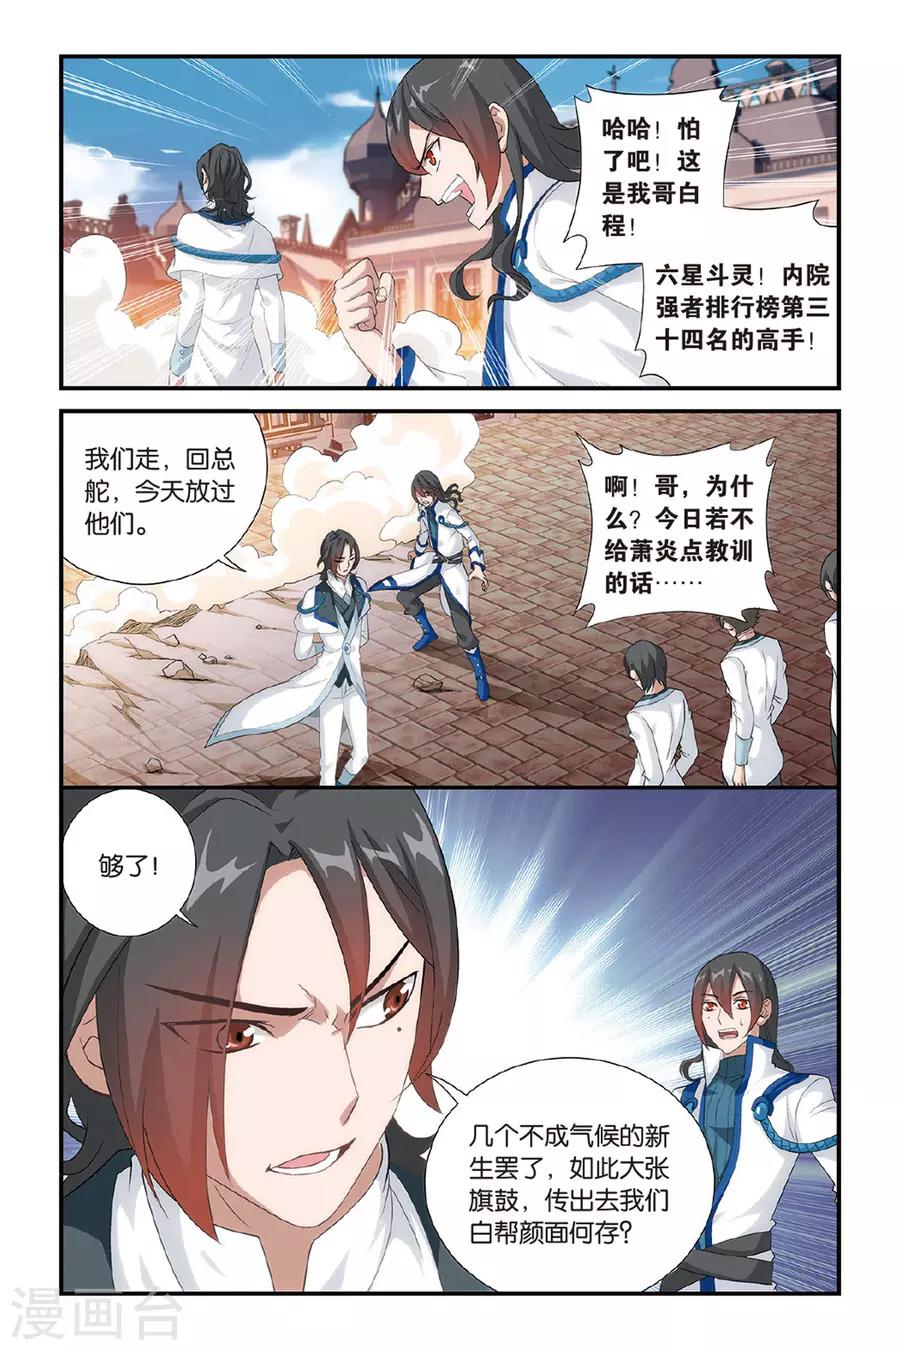 哈哈！怕
了吧！这
是我哥白
程！
六星斗灵！内院
强者排行榜第三
十四名的高手！
我们走，回总
舵，今天放过
他们。
啊！哥，为什
么？今日若不
给萧炎点教训
的话……
够了！
几个不成气候的新
生罢了，如此大张
旗鼓，传出去我们
白帮颜面何存？
漫画台